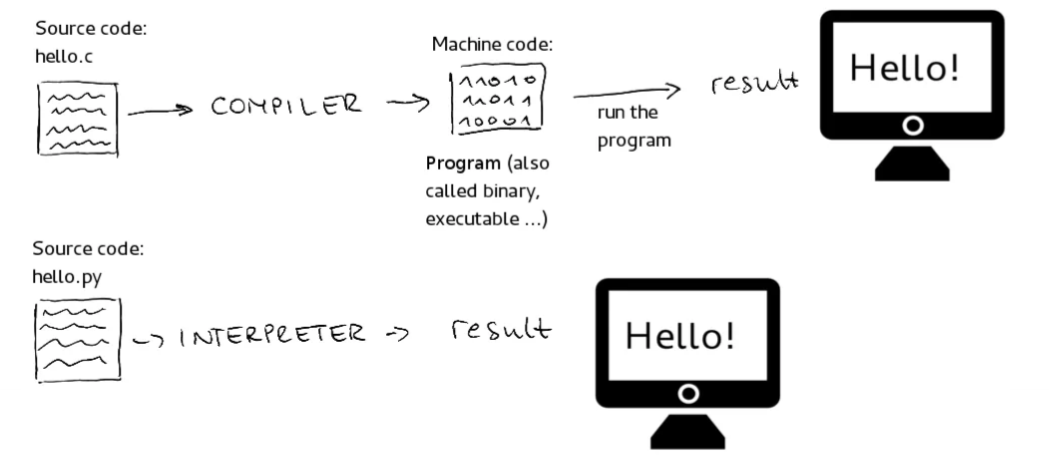 Source code:
hello.c
COMPILER
Machine code:
11010
11011
10001
Program (also
called binary,
executable ...)
run the
program
result
Hello!
Source code:
hello.py
INTERPRETER
result
Hello!